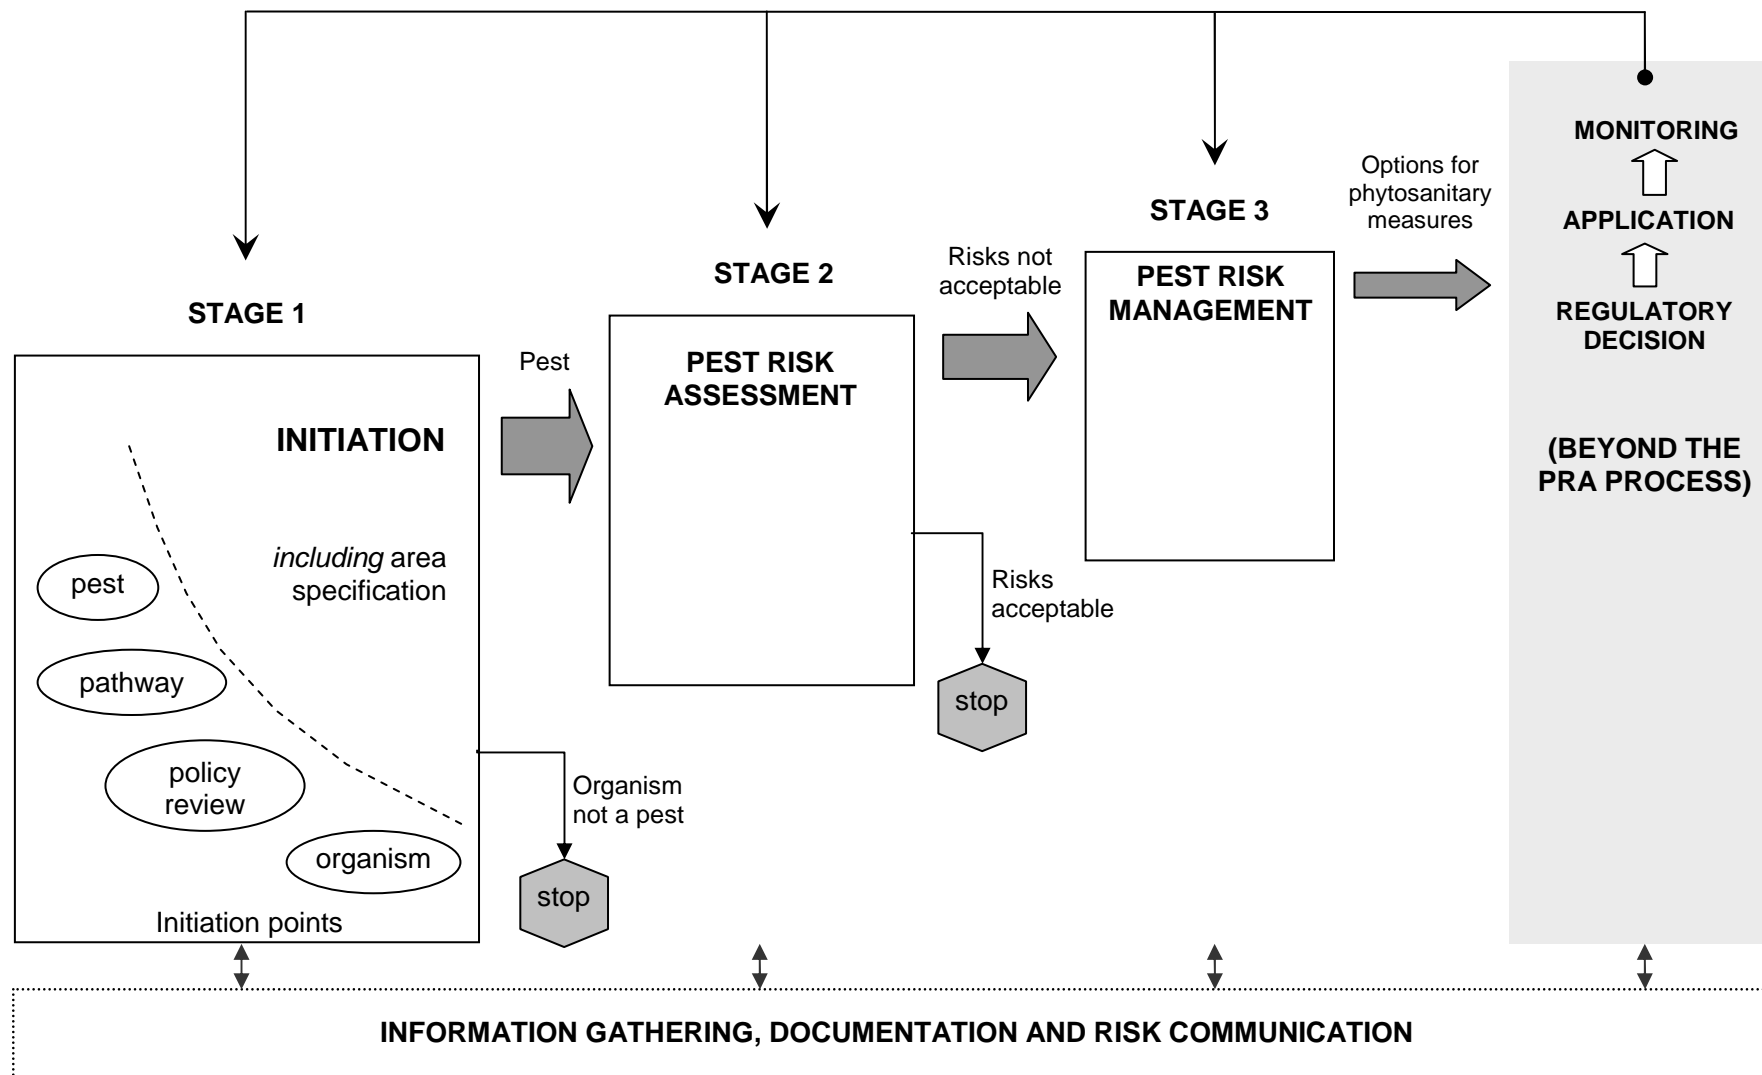 STAGE 1
INITIATION
including area
specification
pest
pathway
policy
review
organism
Initiation points
Pest
Organism
not a pest
stop
STAGE 2
PEST RISK
ASSESSMENT
Risks not
acceptable
Risks
acceptable
stop
STAGE 3
PEST RISK
MANAGEMENT
Options for
phytosanitary
measures
MONITORING
APPLICATION
REGULATORY
DECISION
(BEYOND THE
PRA PROCESS)
INFORMATION GATHERING, DOCUMENTATION AND RISK COMMUNICATION